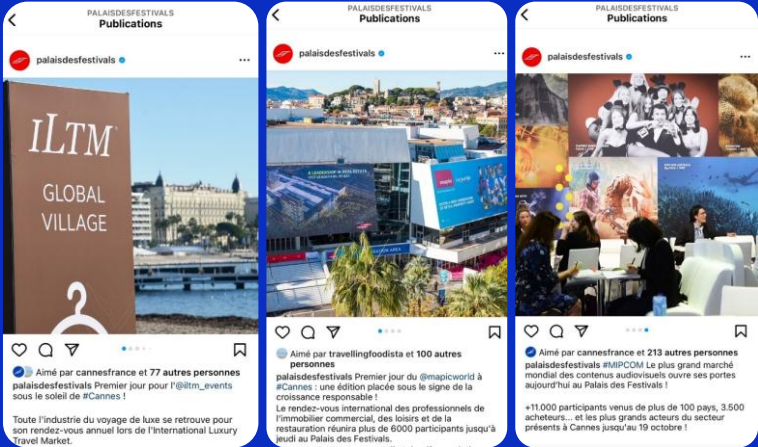 PALAISDESFESTIVALS
Publications
palaisdesfestivals
ILTM
GLOBAL
VILLAGE
Aimé par cannesfrance et 77 autres
personnes
palaisdesfestivals Premier jour pour l'@iltm_events
sous le soleil de #Cannes !
Toute l'industrie du voyage de luxe se retrouve pour
son rendez-vous annuel lors de l'International Luxury
Travel Market.
PALAISDESFESTIVALS
Publications
palaisdesfestivals
mapic
Aimé par travellingfoodista et 100 autres
personnes
palaisdesfestivals Premier jour du @mapicworld à
#Cannes : une édition placée sous le signe de la
croissance responsable !
Le rendez-vous international des professionnels de
l'immobilier commercial, des loisirs et de la
restauration réunira plus de 6000 participants jusqu'à
jeudi au Palais des Festivals.
PALAISDESFESTIVALS
Publications
palaisdesfestivals
Aimé par cannesfrance et 213 autres
personnes
palaisdesfestivals #MIPCOM Le plus grand marché
mondial des contenus audiovisuels ouvre ses portes
aujourd'hui au Palais des Festivals !
+11.000 participants venus de plus de 100 pays, 3.500
acheteurs... et les plus grands acteurs du secteur
présents à Cannes jusqu'au 19 octobre !